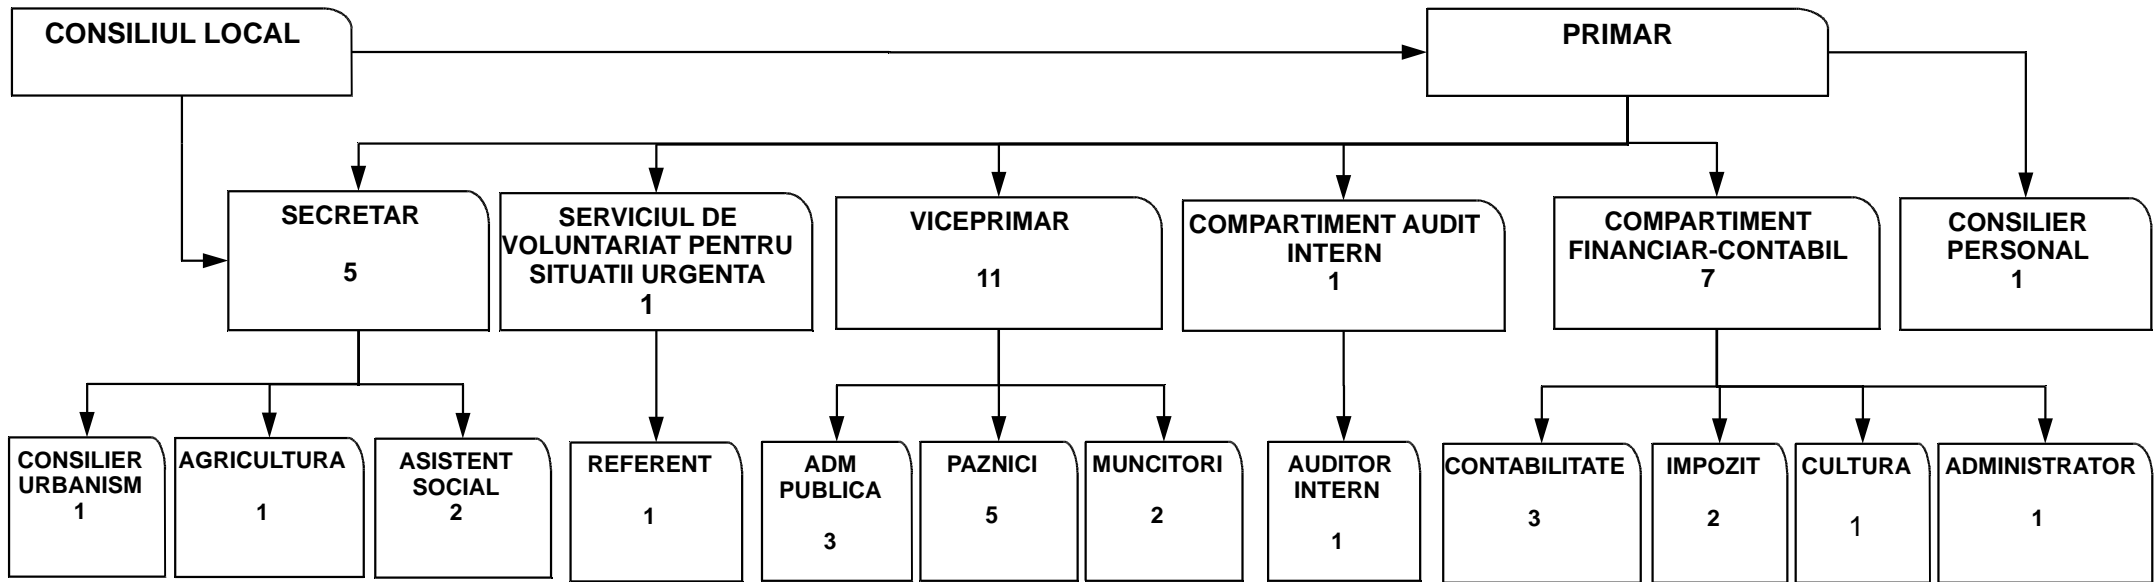 CONSILIUL LOCAL
PRIMAR
SECRETAR
5
SERVICIUL DE
VOLUNTARIAT PENTRU
SITUATII URGENTA
1
VICEPRIMAR
11
COMPARTIMENT AUDIT
INTERN
1
COMPARTIMENT
FINANCIAR-CONTABIL
7
CONSILIER
PERSONAL
1
CONSILIER
URBANISM
1
AGRICULTURA
1
ASISTENT
SOCIAL
2
REFERENT
1
ADM
PUBLICA
3
PAZNICI
5
MUNCITORI
2
AUDITOR
INTERN
1
CONTABILITATE
3
IMPOZIT
2
CULTURA
1
ADMINISTRATOR
1